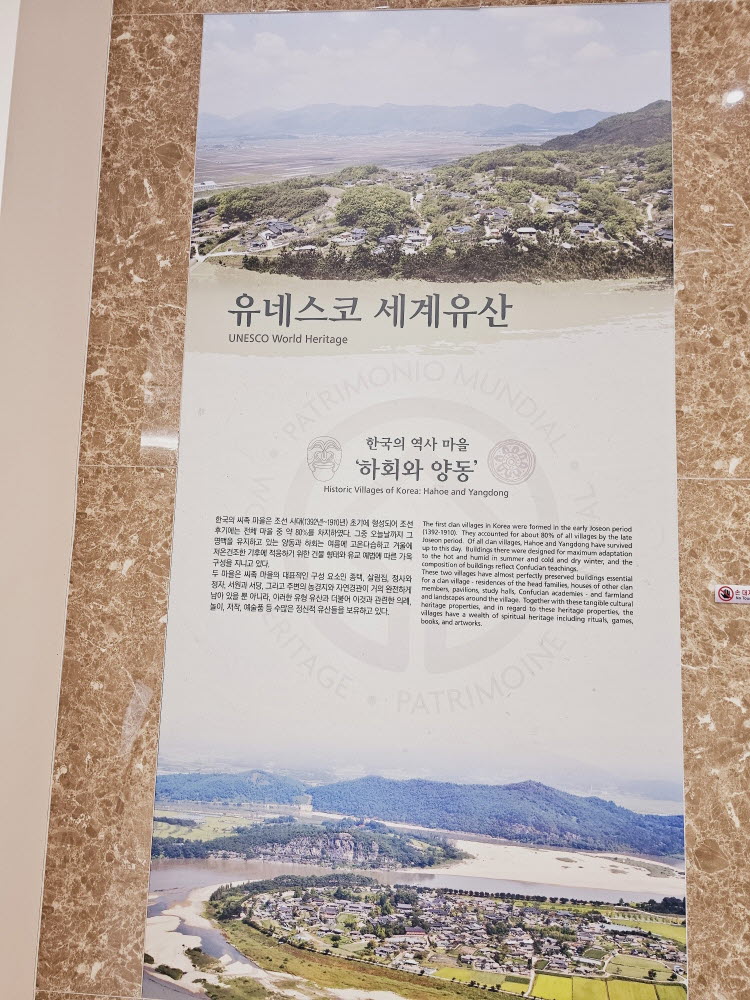 유네스코 세계유산
UNESCO World Heritage
PATRIMONIO MUNDIAL
한국의 역사 마을
'하회와 양동'
Historic Villages of Korea: Hahoe and Yangdong
한국의 씨족 마을은 조선 시대(1392년~1910년) 초기에 형성되어 조선
후기에는 전체 마을 중 약 80%를 차지하였다. 그중 오늘날까지 그
명맥을 유지하고 있는 양동과 하회는 여름에 고온다습하고 겨울에
저온건조한 기후에 적응하기 위한 건물 형태와 유교 예법에 따른 가옥
구성을 지니고 있다.
두 마을은 씨족 마을의 대표적인 구성 요소인 종택, 살림집, 정사와
정자, 서원과 서당, 그리고 주변의 농경지와 자연경관이 거의 완전하게
남아 있을 뿐 아니라, 이러한 유형 유산과 더불어 이것과 관련한 의례,
놀이, 저작, 예술품 등 수많은 정신적 유산들을 보유하고 있다.
The first clan villages in Korea were formed in the early Joseon period
(1392-1910). They accounted for about 80% of all villages by the late
Joseon period. Of all clan villages, Hahoe and Yangdong have survived
up to this day. Buildings there were designed for maximum adaptation
to the hot and humid in summer and cold and dry winter, and the
composition of buildings reflect Confucian teachings.
These two villages have almost perfectly preserved buildings essential
for a clan village - residences of the head families, houses of other clan
members, pavilions, study halls, Confucian academies - and farmland
and landscapes around the village. Together with these tangible cultural
heritage properties, and in regard to these heritage properties, the
villages have a wealth of spiritual heritage including rituals, games,
books, and artworks.
HERITAGE • PATRIMOINE
손 대지
No Tou